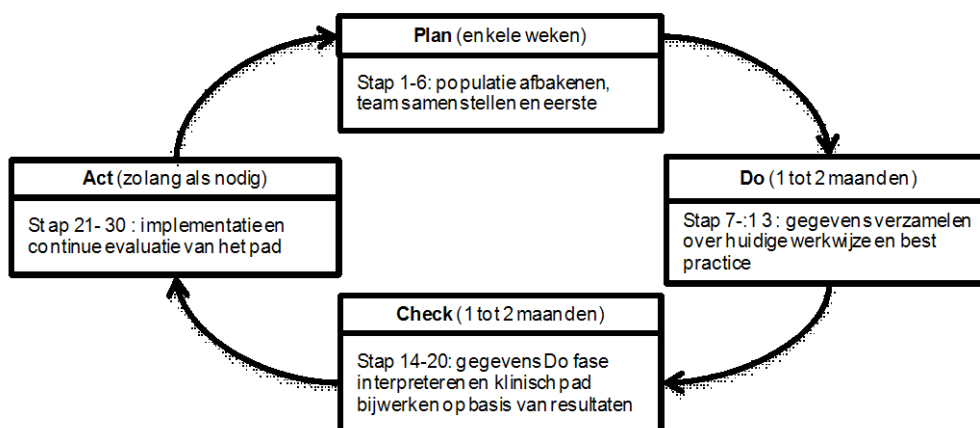 Plan (enkele weken)
Stap 1-6: populatie afbakenen,
team samenstellen en eerste
Act (zolang als nodig)
Stap 21- 30 : implementatie en
continue evaluatie van het pad
Do (1 tot 2 maanden)
Stap 7-:1 3 : gegevens verzamelen
over huidige werkwijze en best
practice
Check (1 tot 2 maanden)
Stap 14-20: gegevens Do fase
interpreteren en klinisch pad
bijwerken op basis van resultaten